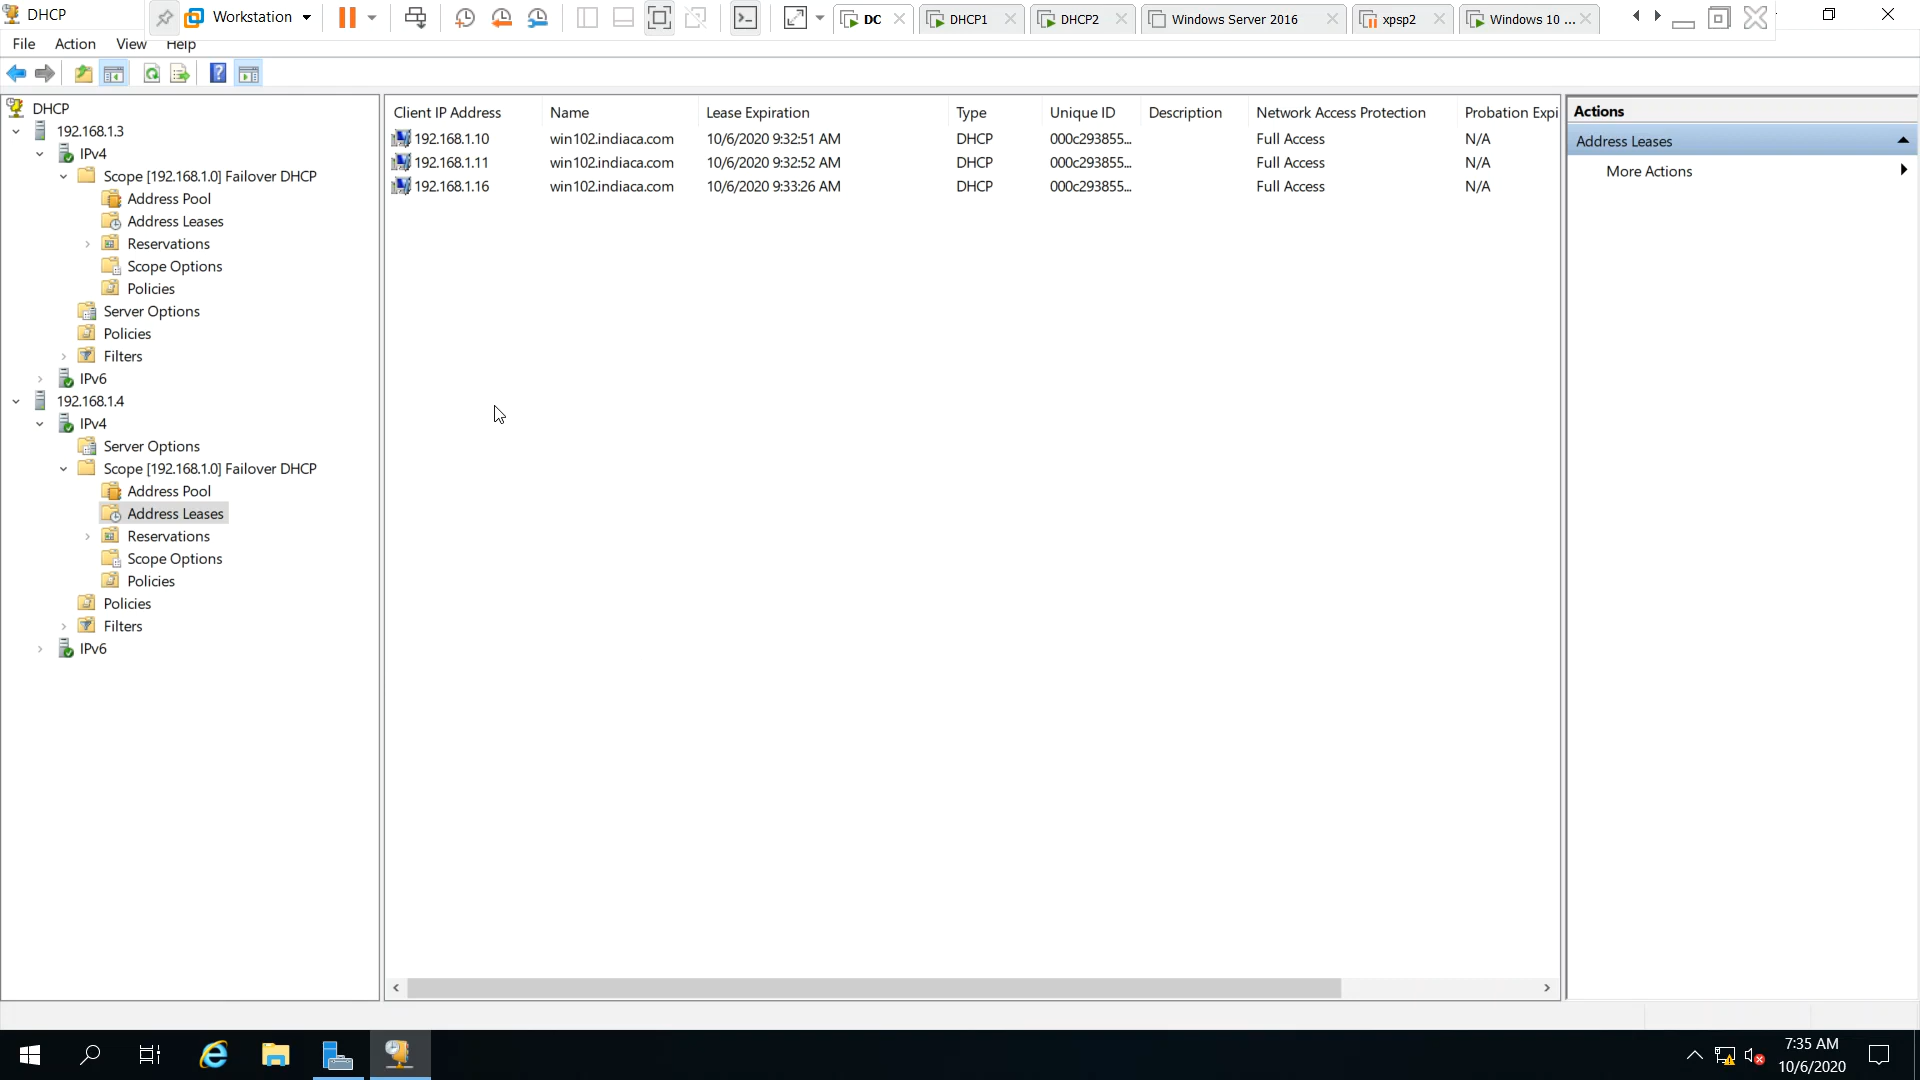 DHCP
Workstation
DC
DHCP1
DHCP2
Windows Server 2016
xpsp2
Windows 10 ...
File Action View Help
DHCP
192.168.1.3
IPv4
Scope [192.168.1.0] Failover DHCP
Address Pool
Address Leases
Reservations
Scope Options
Policies
Server Options
Policies
Filters
IPv6
192.168.1.4
IPv4
Server Options
Scope [192.168.1.0] Failover DHCP
Address Pool
Address Leases
Reservations
Scope Options
Policies
Policies
Filters
IPv6
Client IP Address Name Lease Expiration Type Unique ID Description Network Access Protection Probation Expi
192.168.1.10 win102.indiaca.com 10/6/2020 9:32:51 AM DHCP 000c293855... Full Access N/A
192.168.1.11 win102.indiaca.com 10/6/2020 9:32:52 AM DHCP 000c293855... Full Access N/A
192.168.1.16 win102.indiaca.com 10/6/2020 9:33:26 AM DHCP 000c293855... Full Access N/A
Actions
Address Leases
More Actions
7:35 AM
10/6/2020